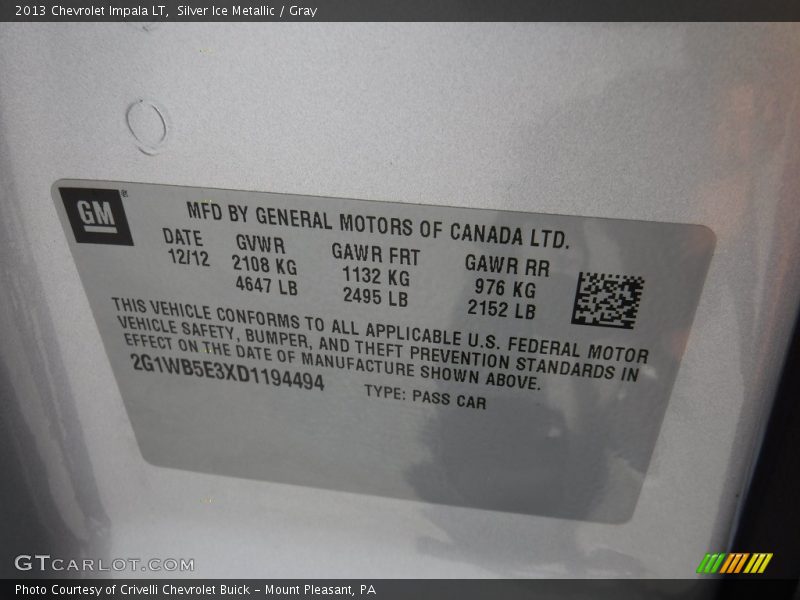 2013 Chevrolet Impala LT, Silver Ice Metallic / Gray
GM
MFD BY GENERAL MOTORS OF CANADA LTD.
DATE GVWR GAWR FRT GAWR RR
12/12 2108 KG 1132 KG 976 KG
4647 LB 2495 LB 2152 LB
THIS VEHICLE CONFORMS TO ALL APPLICABLE U.S. FEDERAL MOTOR
VEHICLE SAFETY, BUMPER, AND THEFT PREVENTION STANDARDS IN
EFFECT ON THE DATE OF MANUFACTURE SHOWN ABOVE.
2G1WB5E3XD1194494 TYPE: PASS CAR
GTCARLOT.COM
Photo Courtesy of Crivelli Chevrolet Buick - Mount Pleasant, PA